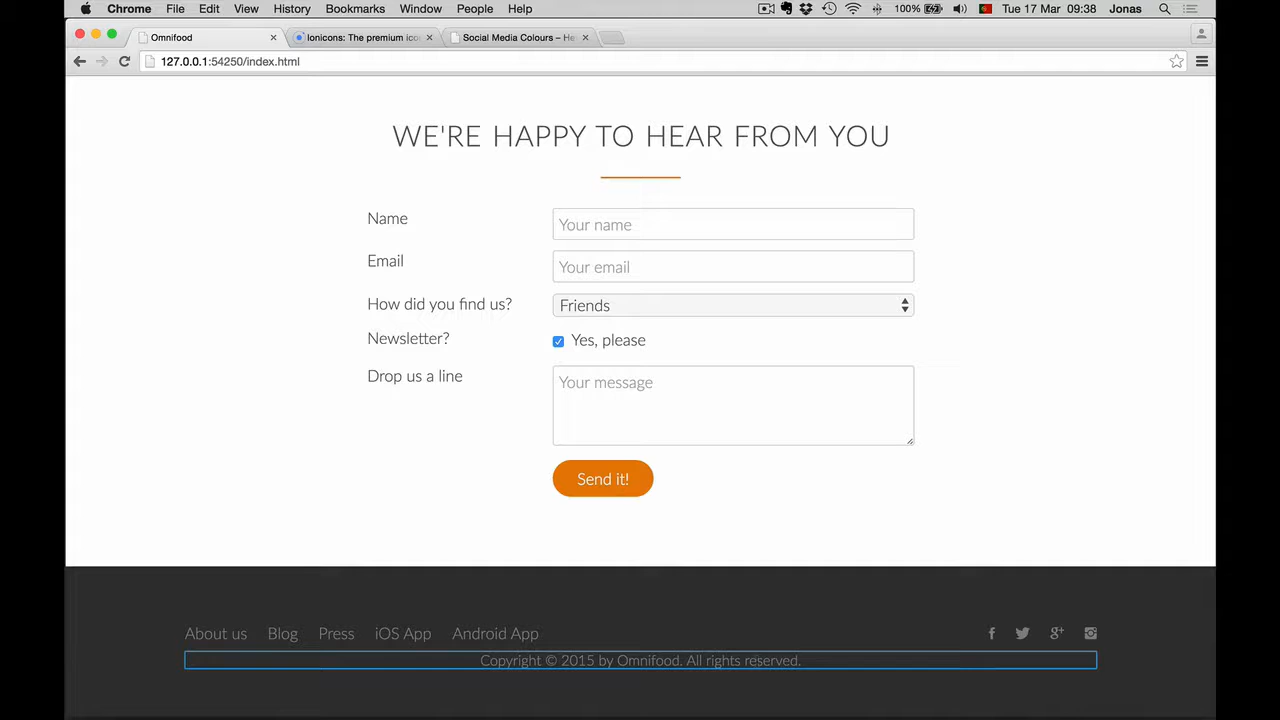 Chrome File Edit View History Bookmarks Window People Help 100% Tue 17 Mar 09:38 Jonas
Omnifood Ionicons: The premium ico Social Media Colours – He
127.0.0.1:54250/index.html
WE'RE HAPPY TO HEAR FROM YOU
Name Your name
Email Your email
How did you find us? Friends
Newsletter? Yes, please
Drop us a line Your message
Send it!
About us Blog Press iOS App Android App
Copyright © 2015 by Omnifood. All rights reserved.